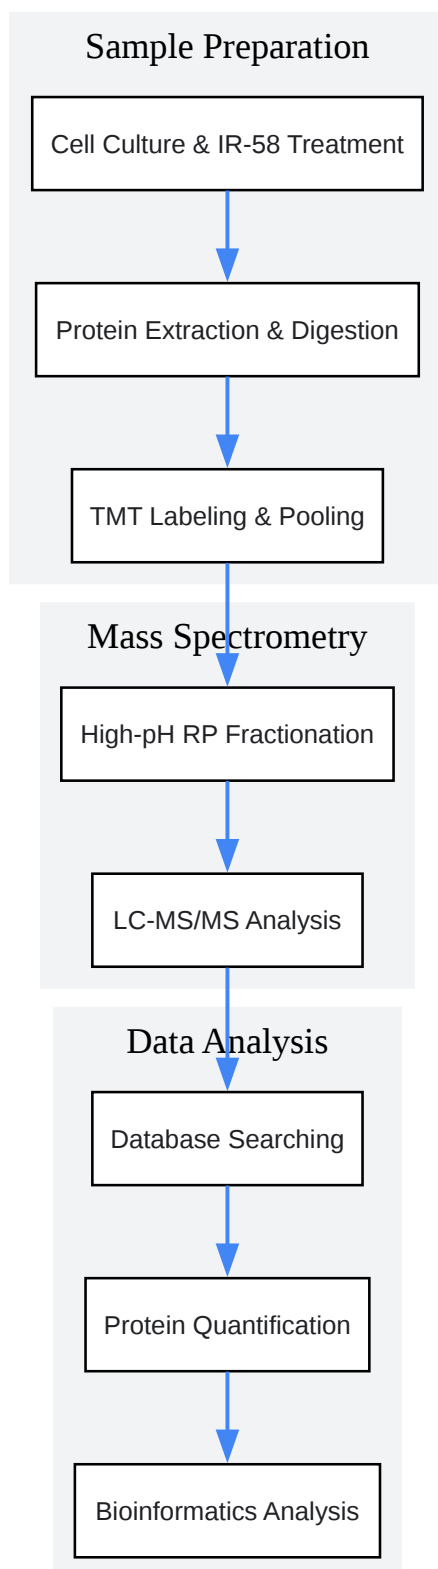 Sample Preparation
Cell Culture & IR-58 Treatment
Protein Extraction & Digestion
TMT Labeling & Pooling
Mass Spectrometry
High-pH RP Fractionation
LC-MS/MS Analysis
Data Analysis
Database Searching
Protein Quantification
Bioinformatics Analysis